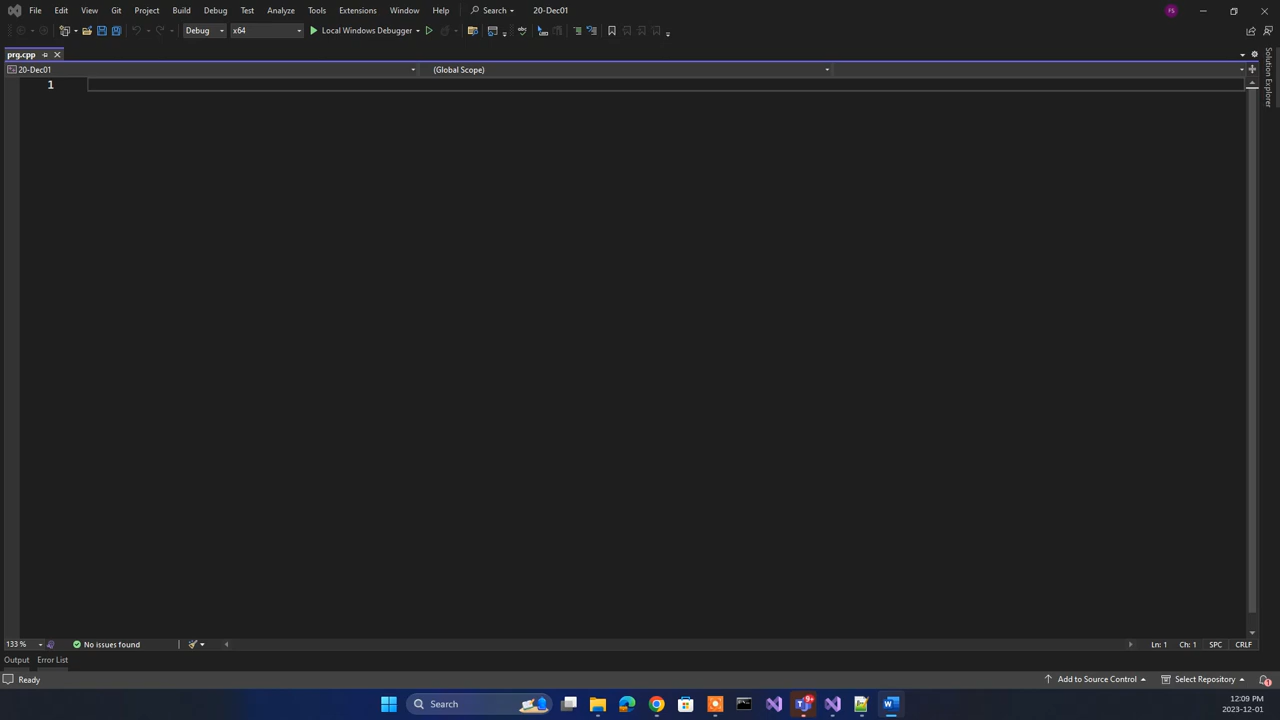 File Edit View Git Project Build Debug Test Analyze Tools Extensions Window Help Search 20-Dec01 FS
Debug x64 Local Windows Debugger
prg.cpp
20-Dec01 (Global Scope)
Solution Explorer
1
133 % No issues found Ln: 1 Ch: 1 SPC CRLF
Output Error List
Ready Add to Source Control Select Repository 1
Search 9+ 12:09 PM
2023-12-01